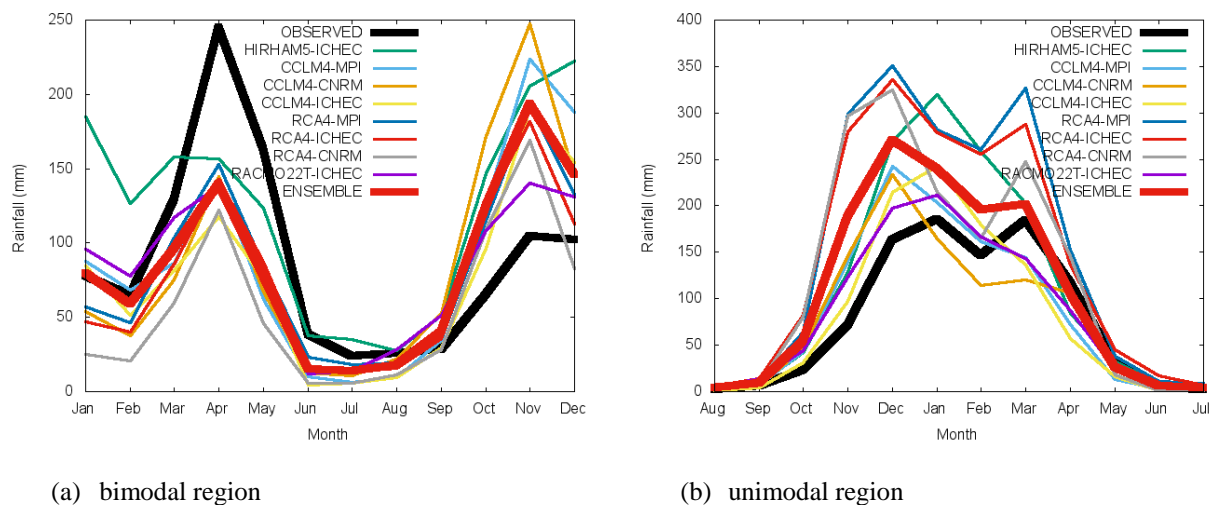 250
200
150
100
50
0
Rainfall (mm)
Jan Feb Mar Apr May Jun Jul Aug Sep Oct Nov Dec
Month
OBSERVED
HIRHAM5-ICHEC
CCLM4-MPI
CCLM4-CNRM
CCLM4-ICHEC
RCA4-MPI
RCA4-ICHEC
RCA4-CNRM
RACMO22T-ICHEC
ENSEMBLE
(a) bimodal region
400
350
300
250
200
150
100
50
0
Rainfall (mm)
Aug Sep Oct Nov Dec Jan Feb Mar Apr May Jun Jul
Month
OBSERVED
HIRHAM5-ICHEC
CCLM4-MPI
CCLM4-CNRM
CCLM4-ICHEC
RCA4-MPI
RCA4-ICHEC
RCA4-CNRM
RACMO22T-ICHEC
ENSEMBLE
(b) unimodal region